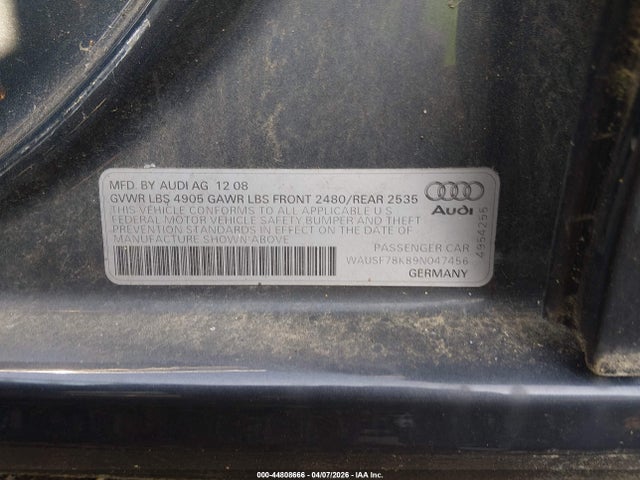 MFD. BY AUDI AG 12 08
GVWR LBS 4905 GAWR LBS FRONT 2480/REAR 2535
THIS VEHICLE CONFORMS TO ALL APPLICABLE U S
FEDERAL MOTOR VEHICLE SAFETY, BUMPER AND THEFT
PREVENTION STANDARDS IN EFFECT ON THE DATE OF
MANUFACTURE SHOWN ABOVE
Audi
PASSENGER CAR
WAUSF78K89N047456
GERMANY
4954255
000-44808666 - 04/07/2026 - IAA Inc.